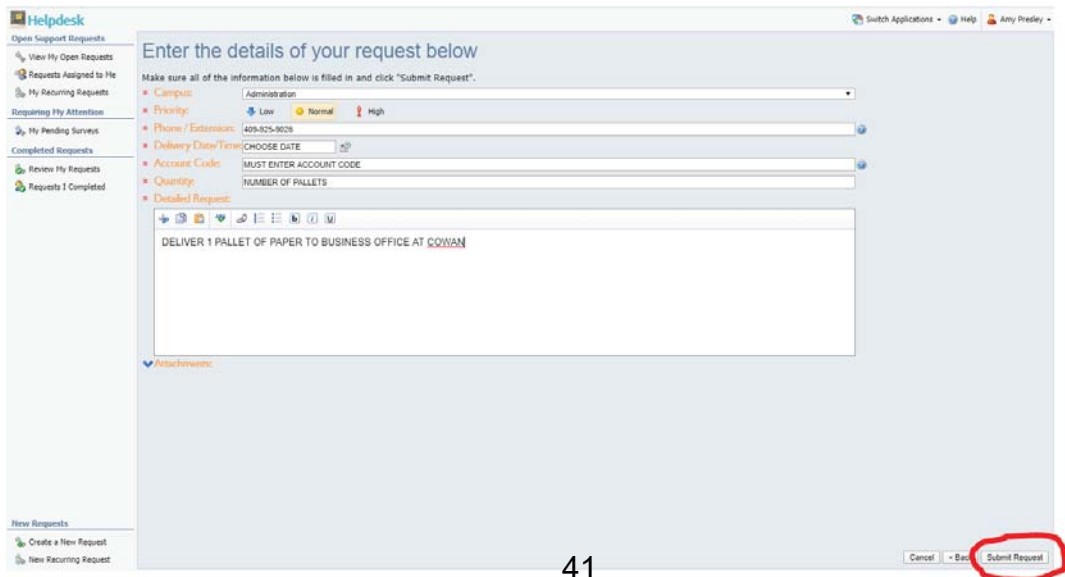 Helpdesk
Switch Applications
Help
Amy Presley
Open Support Requests
View My Open Requests
Requests Assigned to Me
My Recurring Requests
Requiring My Attention
My Pending Surveys
Completed Requests
Review My Requests
Requests I Completed
Enter the details of your request below
Make sure all of the information below is filled in and click "Submit Request".
Campus: Administration
Priority: Low Normal High
Phone / Extension: 409-925-9026
Delivery Date/Time: CHOOSE DATE
Account Code: MUST ENTER ACCOUNT CODE
Quantity: NUMBER OF PALLETS
Detailed Request:
b i u
DELIVER 1 PALLET OF PAPER TO BUSINESS OFFICE AT COWAN
Attachments:
New Requests
Create a New Request
New Recurring Request
Cancel < Back Submit Request
41